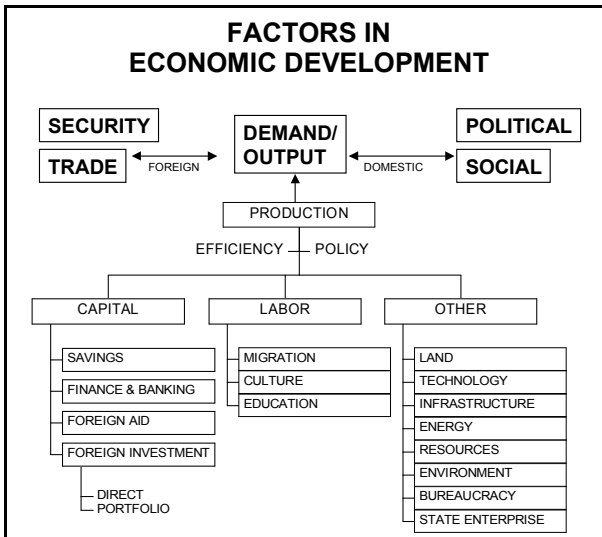 FACTORS IN
ECONOMIC DEVELOPMENT
SECURITY
TRADE
FOREIGN
DEMAND/
OUTPUT
DOMESTIC
POLITICAL
SOCIAL
PRODUCTION
EFFICIENCY
POLICY
CAPITAL
SAVINGS
FINANCE & BANKING
FOREIGN AID
FOREIGN INVESTMENT
DIRECT
PORTFOLIO
LABOR
MIGRATION
CULTURE
EDUCATION
OTHER
LAND
TECHNOLOGY
INFRASTRUCTURE
ENERGY
RESOURCES
ENVIRONMENT
BUREAUCRACY
STATE ENTERPRISE